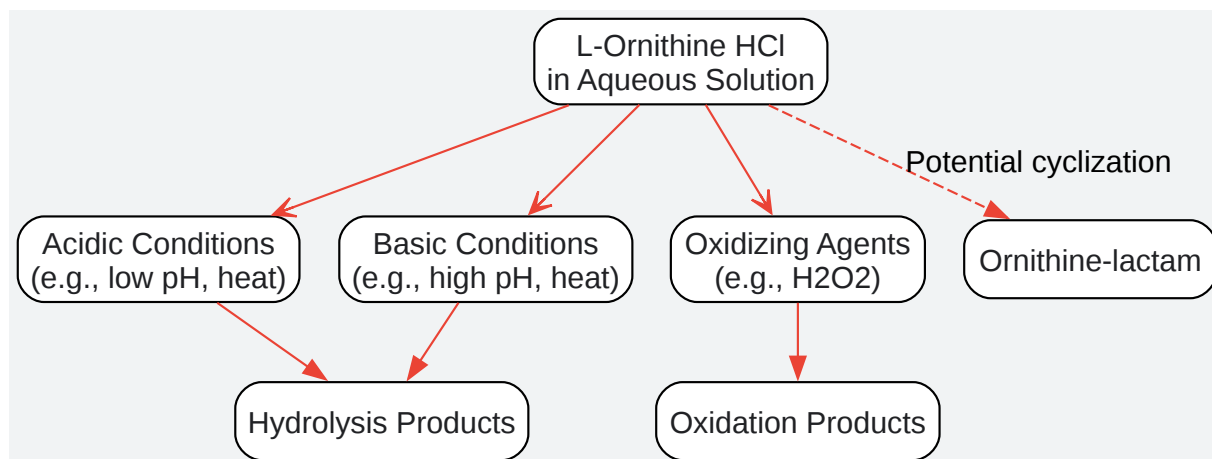 L-Ornithine HCl
in Aqueous Solution
Potential cyclization
Acidic Conditions
(e.g., low pH, heat)
Basic Conditions
(e.g., high pH, heat)
Oxidizing Agents
(e.g., H2O2)
Ornithine-lactam
Hydrolysis Products
Oxidation Products